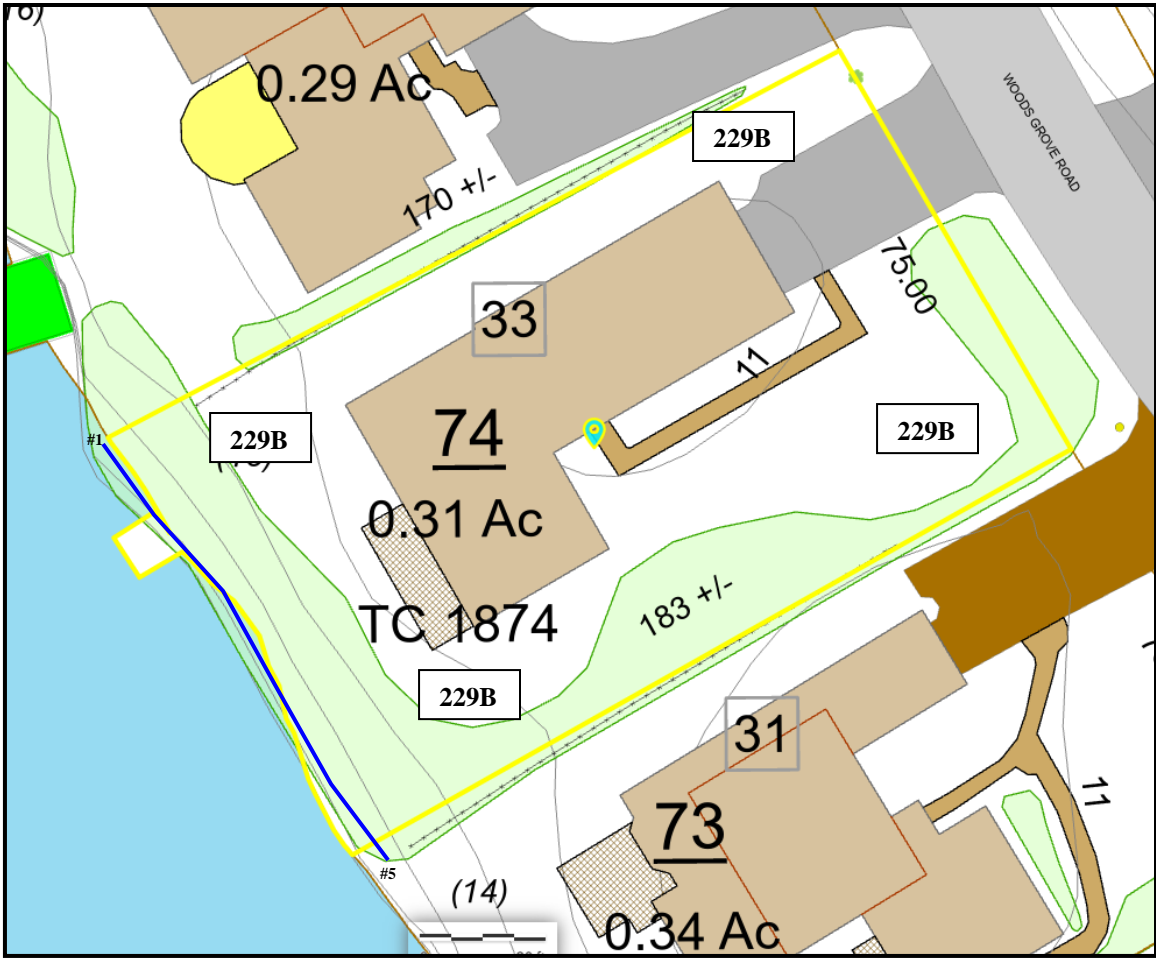 0.29 Ac
WOODS GROVE ROAD
229B
170 +/-
75.00
33
11
74
#1
229B
229B
0.31 Ac
TC 1874
183 +/-
229B
31
11
73
#5
(14)
0.34 Ac